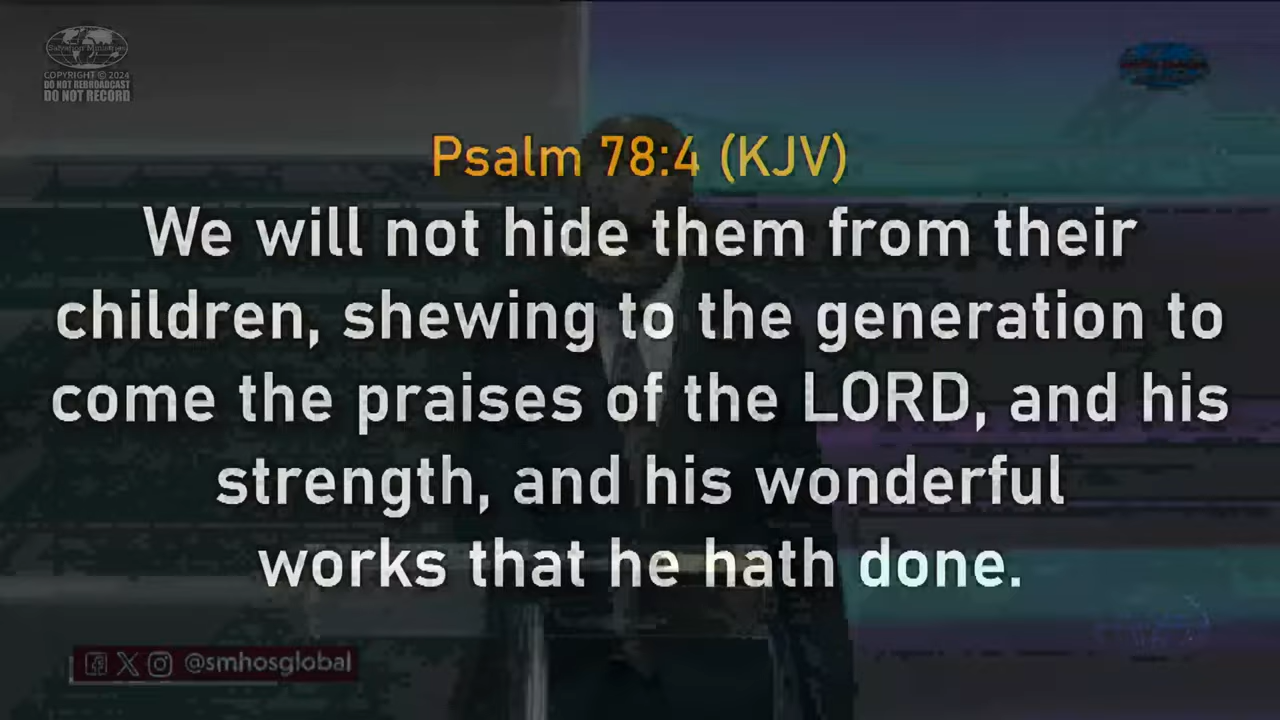 Salvation Ministries
COPYRIGHT © 2024
DO NOT REBROADCAST
DO NOT RECORD
Psalm 78:4 (KJV)
We will not hide them from their
children, shewing to the generation to
come the praises of the LORD, and his
strength, and his wonderful
works that he hath done.
@smhosglobal